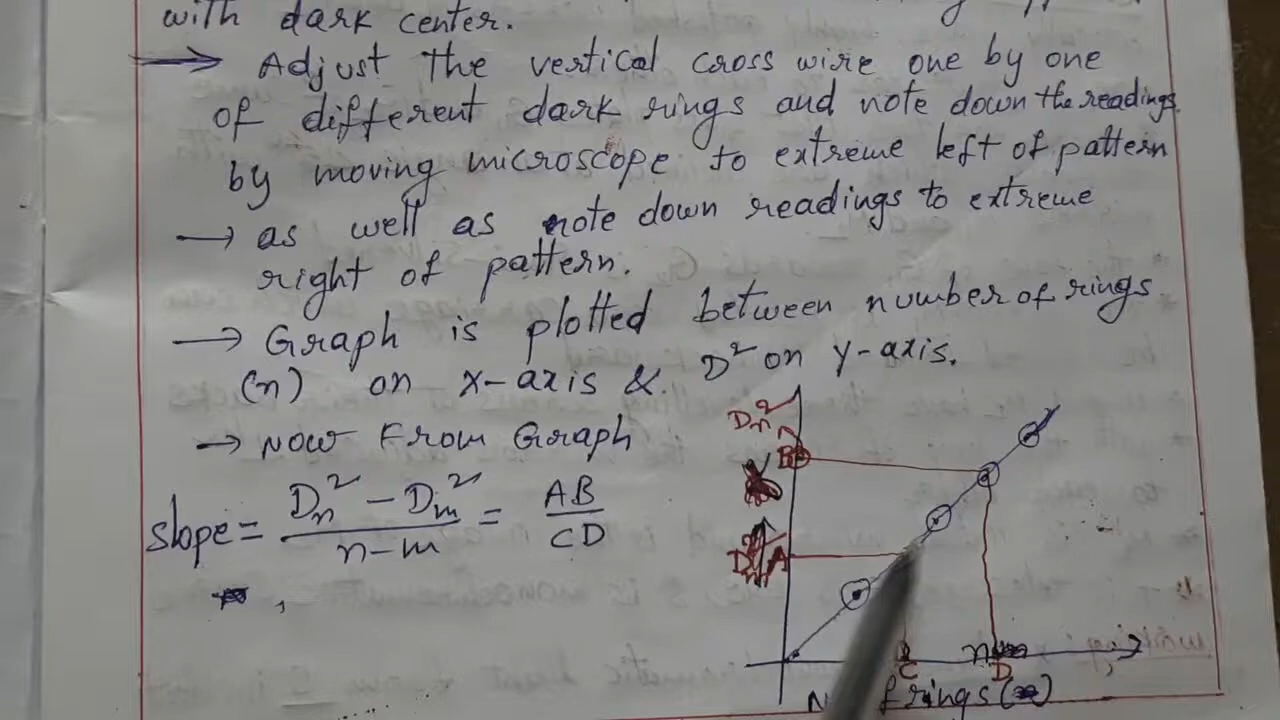 with dark center.
→ Adjust the vertical cross wire one by one
of different dark rings and note down the readings
by moving microscope to extreme left of pattern
→ as well as note down readings to extreme
right of pattern.
→ Graph is plotted between number of rings
(n) on x-axis & D² on y-axis.
→ Now From Graph
slope = Dn² - Dm² / n-m = AB / CD
Dn²
B
Dm² A
C n D
rings